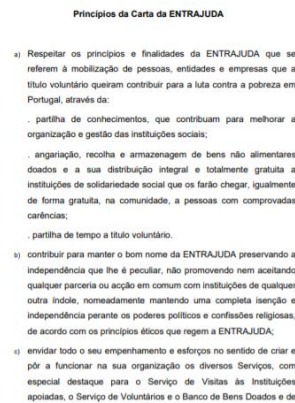 Princípios da Carta da ENTRAJUDA
a) Respeitar os princípios e finalidades da ENTRAJUDA que se
referem à mobilização de pessoas, entidades e empresas que a
título voluntário queiram contribuir para a luta contra a pobreza em
Portugal, através da:
. partilha de conhecimentos, que contribuam para melhorar a
organização e gestão das instituições sociais;
. angariação, recolha e armazenagem de bens não alimentares
doados e a sua distribuição integral e totalmente gratuita a
instituições de solidariedade social que os farão chegar, igualmente
de forma gratuita, na comunidade, a pessoas com comprovadas
carências;
. partilha de tempo a titulo voluntário.
b) contribuir para manter o bom nome da ENTRAJUDA preservando a
independência que lhe é peculiar, não promovendo nem aceitando
qualquer parceria ou acção em comum com instituições de qualquer
outra índole, nomeadamente mantendo uma completa isenção e
independência perante os poderes políticos e confissões religiosas,
de acordo com os princípios éticos que regem a ENTRAJUDA;
c) envidar todo o seu empenhamento e esforços no sentido de criar e
pôr a funcionar na sua organização os diversos Serviços, com
especial destaque para o Serviço de Visitas às Instituições
apoiadas, o Serviço de Voluntários e o Banco de Bens Doados e de